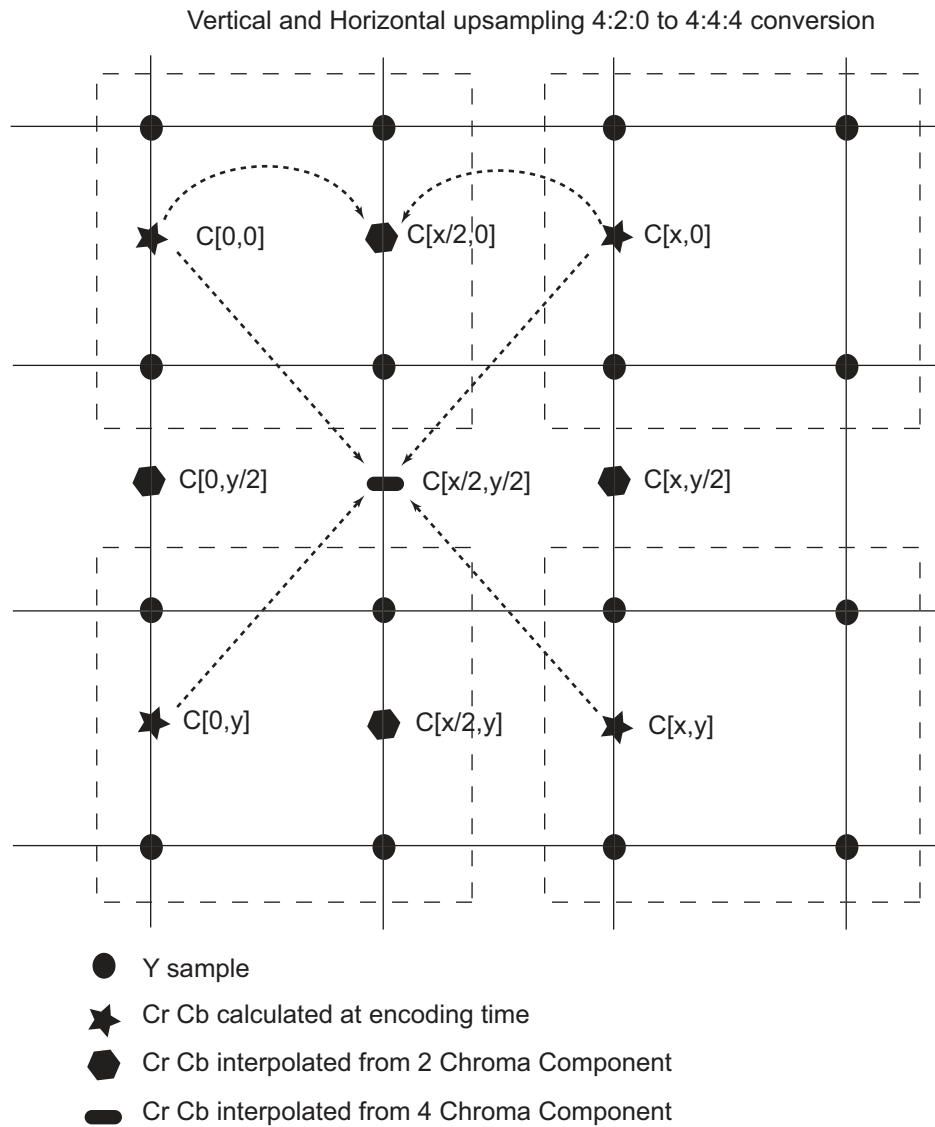 Vertical and Horizontal upsampling 4:2:0 to 4:4:4 conversion
C[0,0]
C[x/2,0]
C[x,0]
C[0,y/2]
C[x/2,y/2]
C[x,y/2]
C[0,y]
C[x/2,y]
C[x,y]
Y sample
Cr Cb calculated at encoding time
Cr Cb interpolated from 2 Chroma Component
Cr Cb interpolated from 4 Chroma Component